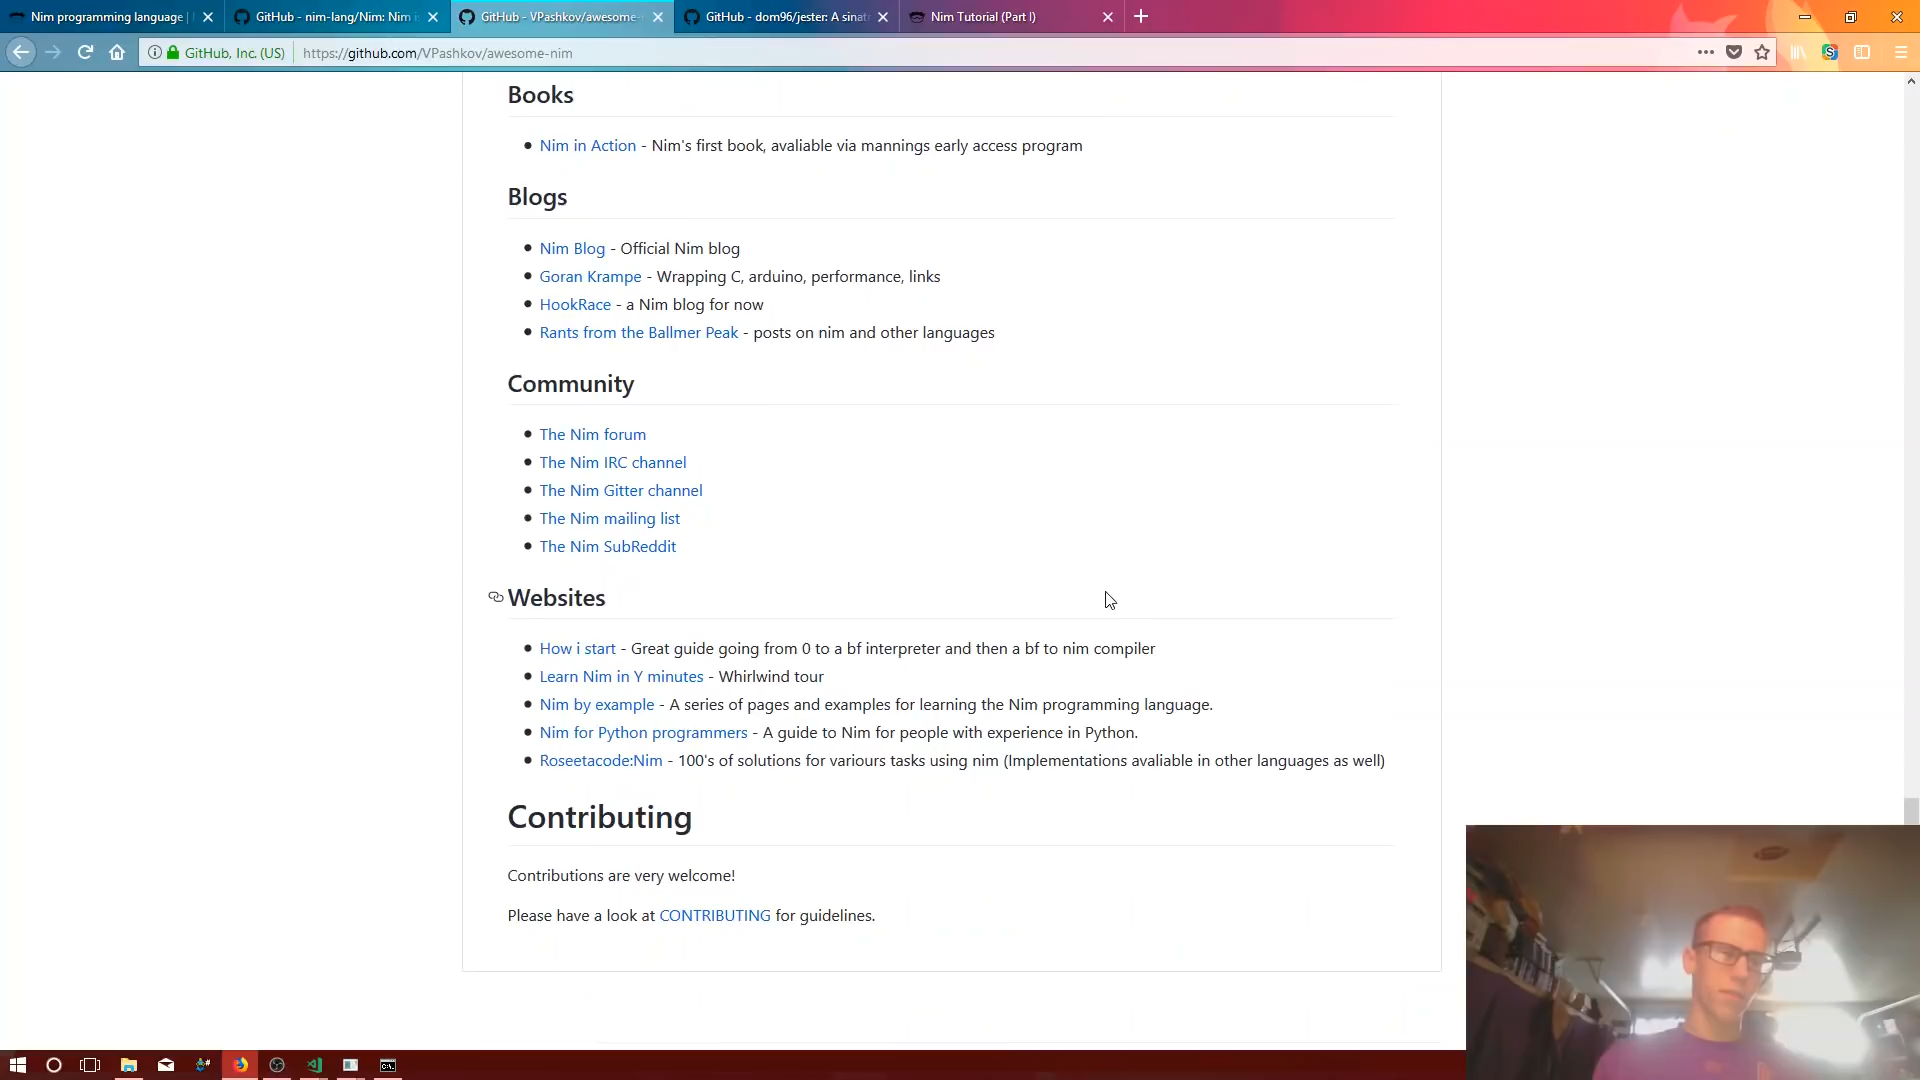 Nim programming language |
GitHub - nim-lang/Nim: Nim is
GitHub - VPashkov/awesome-
GitHub - dom96/jester: A sinatr
Nim Tutorial (Part I)
GitHub, Inc. (US)
https://github.com/VPashkov/awesome-nim
Books
Nim in Action - Nim's first book, avaliable via mannings early access program
Blogs
Nim Blog - Official Nim blog
Goran Krampe - Wrapping C, arduino, performance, links
HookRace - a Nim blog for now
Rants from the Ballmer Peak - posts on nim and other languages
Community
The Nim forum
The Nim IRC channel
The Nim Gitter channel
The Nim mailing list
The Nim SubReddit
Websites
How i start - Great guide going from 0 to a bf interpreter and then a bf to nim compiler
Learn Nim in Y minutes - Whirlwind tour
Nim by example - A series of pages and examples for learning the Nim programming language.
Nim for Python programmers - A guide to Nim for people with experience in Python.
Roseetacode:Nim - 100's of solutions for variours tasks using nim (Implementations avaliable in other languages as well)
Contributing
Contributions are very welcome!
Please have a look at CONTRIBUTING for guidelines.